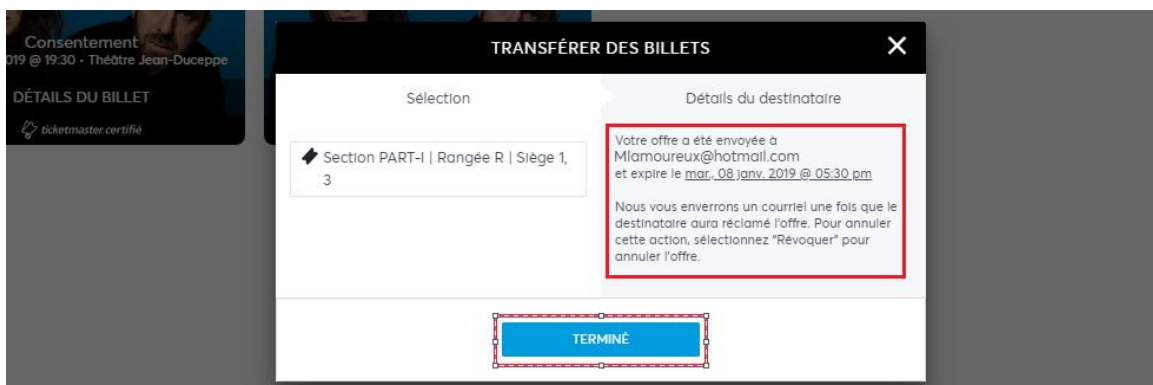 Consentement
019 @ 19:30 - Théâtre Jean-Duceppe
DÉTAILS DU BILLET
ticketmaster.certifié
TRANSFÉRER DES BILLETS
Sélection
Détails du destinataire
Section PART-I | Rangée R | Siège 1,
3
Votre offre a été envoyée à
Mlamoureux@hotmail.com
et expire le mar., 08 janv. 2019 @ 05:30 pm
Nous vous enverrons un courriel une fois que le
destinataire aura réclamé l'offre. Pour annuler
cette action, sélectionnez "Révoquer" pour
annuler l'offre.
TERMINÉ